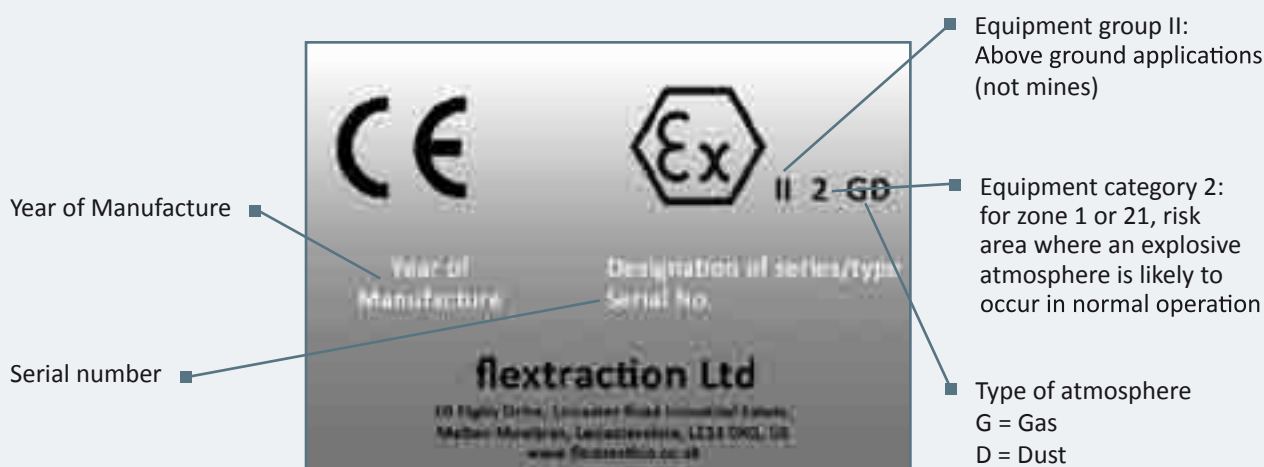 Equipment group II:
Above ground applications
(not mines)
CE
Ex
II 2 GD
Year of Manufacture
Equipment category 2:
for zone 1 or 21, risk
area where an explosive
atmosphere is likely to
occur in normal operation
Year of
Manufacture
Designation of series/type
Serial No.
Serial number
flextraction Ltd
Type of atmosphere
G = Gas
D = Dust